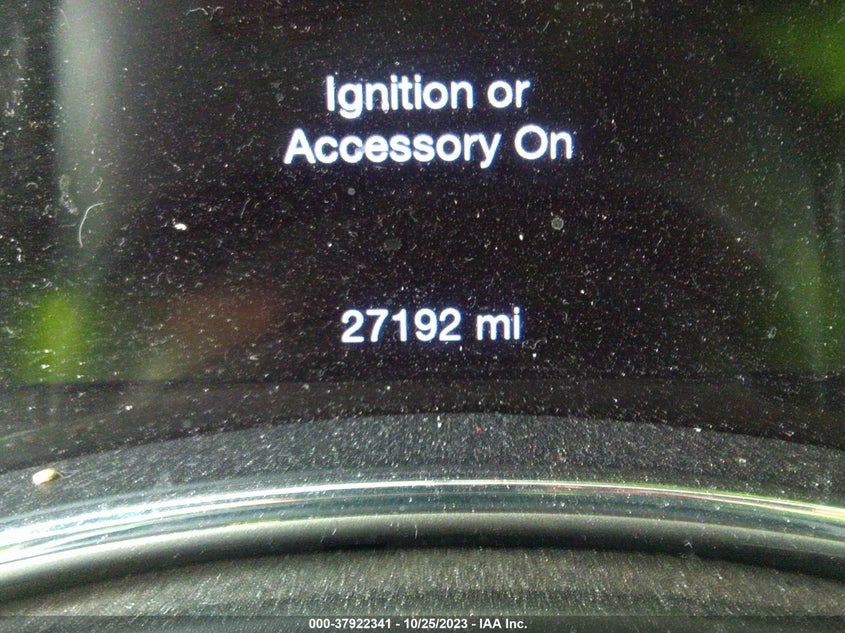 Ignition or
Accessory On
27192 mi
000-37922341 - 10/25/2023 - IAA Inc.